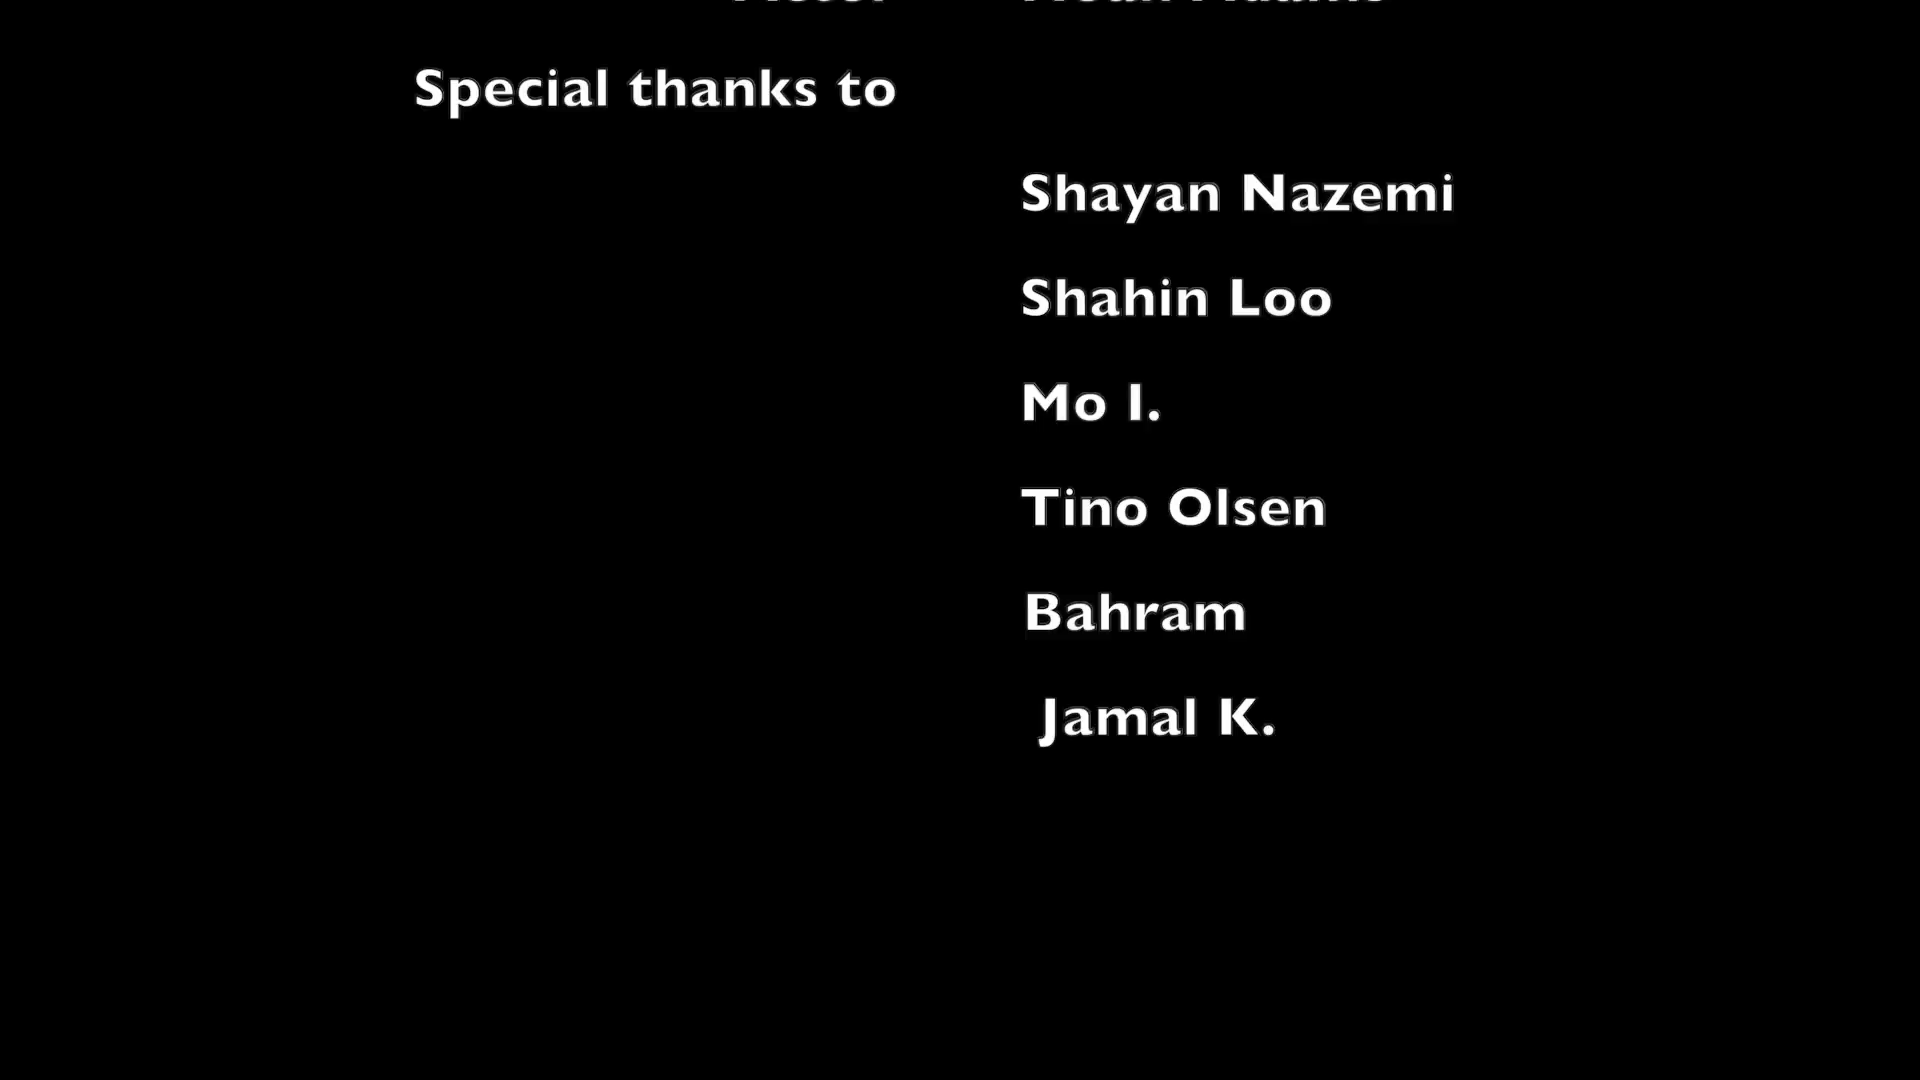 Special thanks to
Shayan Nazemi
Shahin Loo
Mo I.
Tino Olsen
Bahram
Jamal K.